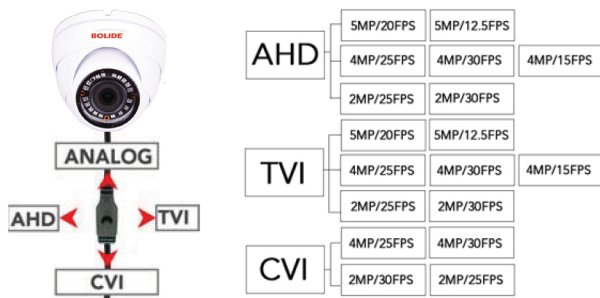 BOLIDE
ANALOG
AHD
TVI
CVI
AHD
5MP/20FPS 5MP/12.5FPS
4MP/25FPS 4MP/30FPS 4MP/15FPS
2MP/25FPS 2MP/30FPS
TVI
5MP/20FPS 5MP/12.5FPS
4MP/25FPS 4MP/30FPS 4MP/15FPS
2MP/25FPS 2MP/30FPS
CVI
4MP/25FPS 4MP/30FPS
2MP/30FPS 2MP/25FPS